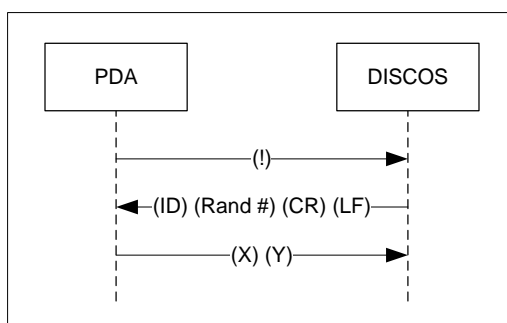 PDA DISCOS
(!)
(ID) (Rand #) (CR) (LF)
(X) (Y)